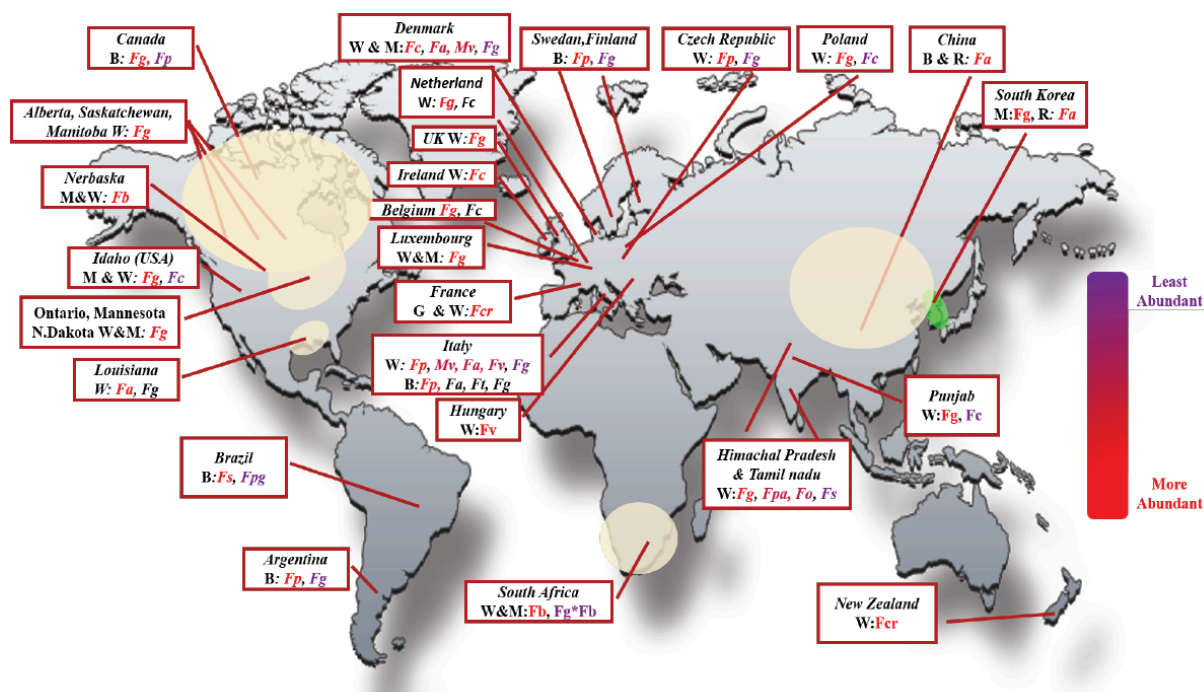 Canada
B: Fg, Fp
Denmark
W & M:Fc, Fa, Mv, Fg
Swedan,Finland
B: Fp, Fg
Czech Republic
W: Fp, Fg
Poland
W: Fg, Fc
China
B & R: Fa
Netherland
W: Fg, Fc
South Korea
M:Fg, R: Fa
Alberta, Saskatchewan,
Manitoba W: Fg
UK W:Fg
Ireland W:Fc
Nerbaska
M&W: Fb
Belgium Fg, Fc
Luxembourg
W&M: Fg
Idaho (USA)
M & W: Fg, Fc
France
G & W:Fcr
Ontario, Mannesota
N.Dakota W&M: Fg
Italy
W: Fp, Mv, Fa, Fv, Fg
B:Fp, Fa, Ft, Fg
Louisiana
W: Fa, Fg
Hungary
W:Fv
Punjab
W:Fg, Fc
Himachal Pradesh
& Tamil nadu
W:Fg, Fpa, Fo, Fs
Brazil
B:Fs, Fpg
Argentina
B: Fp, Fg
South Africa
W&M:Fb, Fg*Fb
New Zealand
W:Fcr
Least
Abundant
More
Abundant